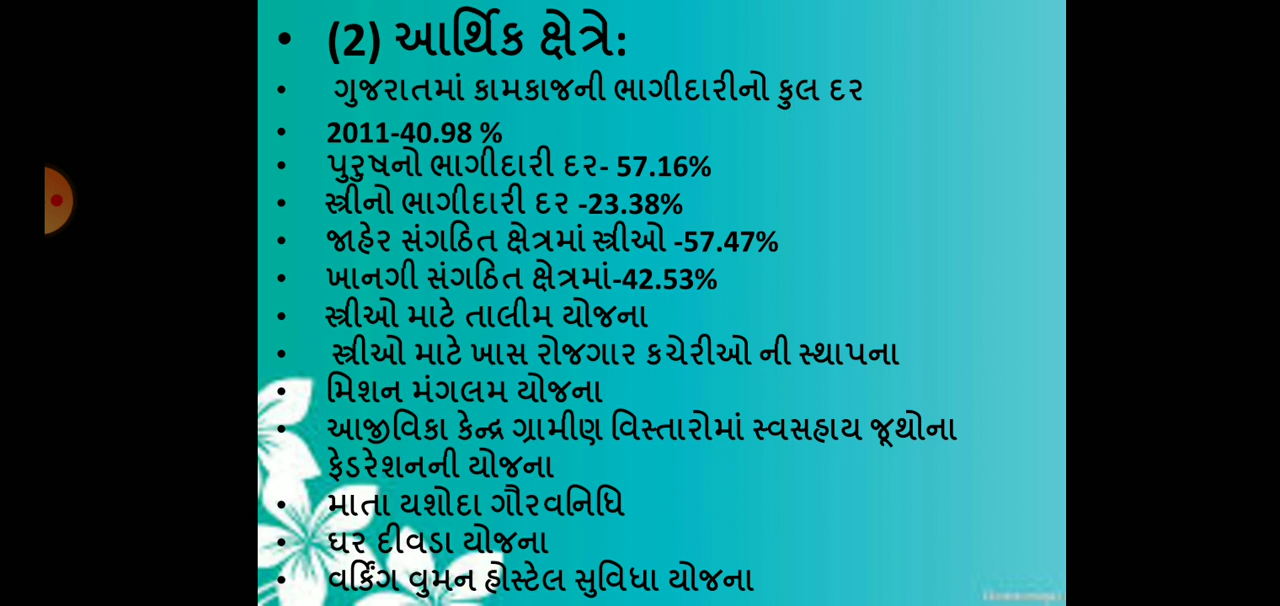 • (2) આર્થિક ક્ષેત્રે:
• ગુજરાતમાં કામકાજની ભાગીદારીનો કુલ દર
• 2011-40.98 %
• પુરુષનો ભાગીદારી દર- 57.16%
• સ્ત્રીનો ભાગીદારી દર -23.38%
• જાહેર સંગઠિત ક્ષેત્રમાં સ્ત્રીઓ -57.47%
• ખાનગી સંગઠિત ક્ષેત્રમાં-42.53%
• સ્ત્રીઓ માટે તાલીમ યોજના
• સ્ત્રીઓ માટે ખાસ રોજગાર કચેરીઓ ની સ્થાપના
• મિશન મંગલમ યોજના
• આજીવિકા કેન્દ્ર ગ્રામીણ વિસ્તારોમાં સ્વસહાય જૂથોના
ફેડરેશનની યોજના
• માતા યશોદા ગૌરવનિધિ
• ઘર દીવડા યોજના
• વર્કિંગ વુમન હોસ્ટેલ સુવિધા યોજના